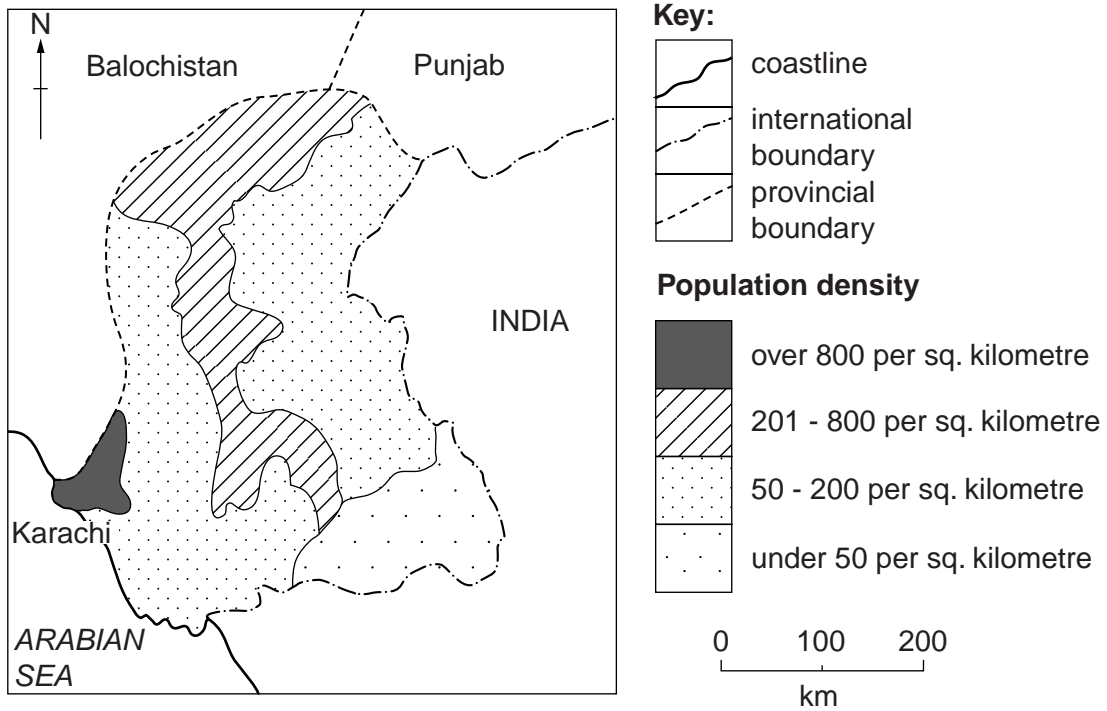 N
Balochistan
Punjab
INDIA
Karachi
ARABIAN
SEA
Key:
coastline
international
boundary
provincial
boundary
Population density
over 800 per sq. kilometre
201 - 800 per sq. kilometre
50 - 200 per sq. kilometre
under 50 per sq. kilometre
0 100 200
km